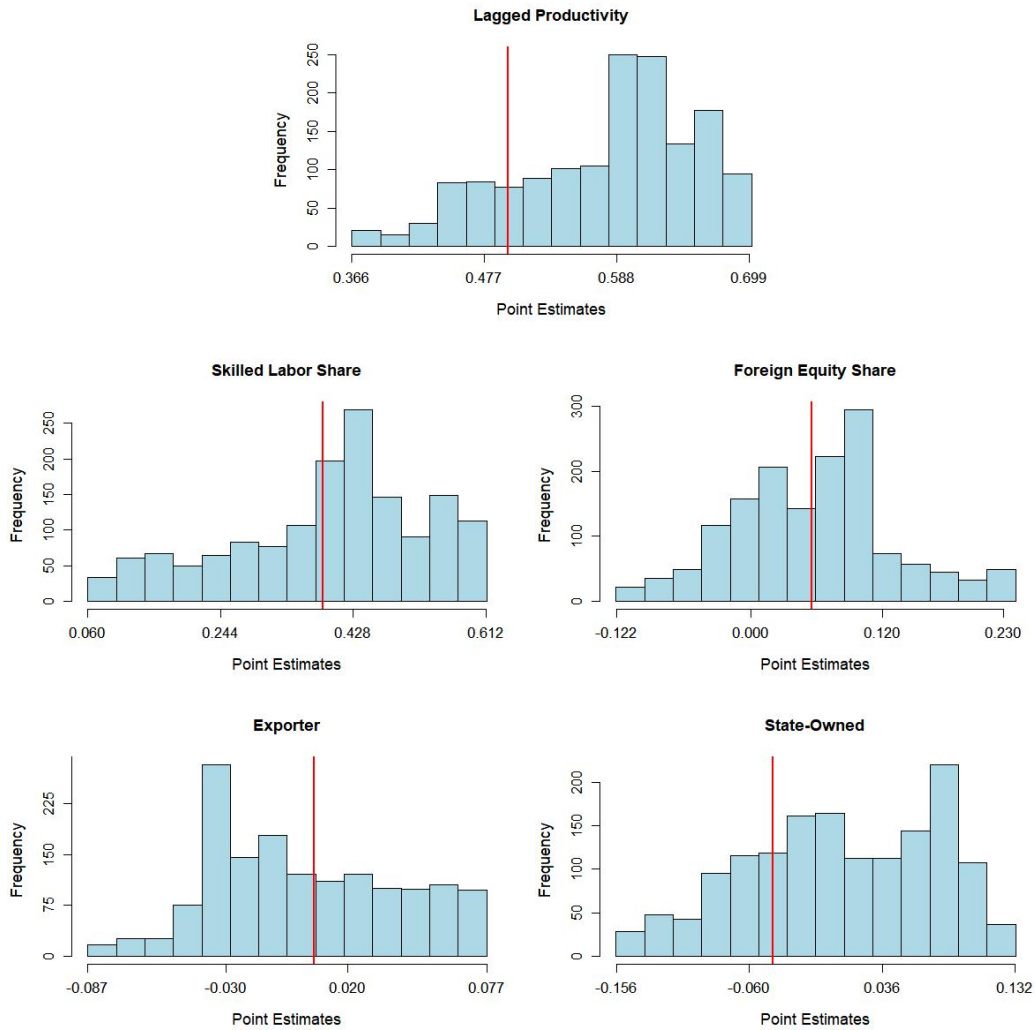 Lagged Productivity
Frequency
250
200
150
100
50
0
0.366 0.477 0.588 0.699
Point Estimates
Skilled Labor Share
Frequency
250
200
150
100
50
0
0.060 0.244 0.428 0.612
Point Estimates
Foreign Equity Share
Frequency
300
200
100
0
-0.122 0.000 0.120 0.230
Point Estimates
Exporter
Frequency
225
150
75
0
-0.087 -0.030 0.020 0.077
Point Estimates
State-Owned
Frequency
200
150
100
50
0
-0.156 -0.060 0.036 0.132
Point Estimates